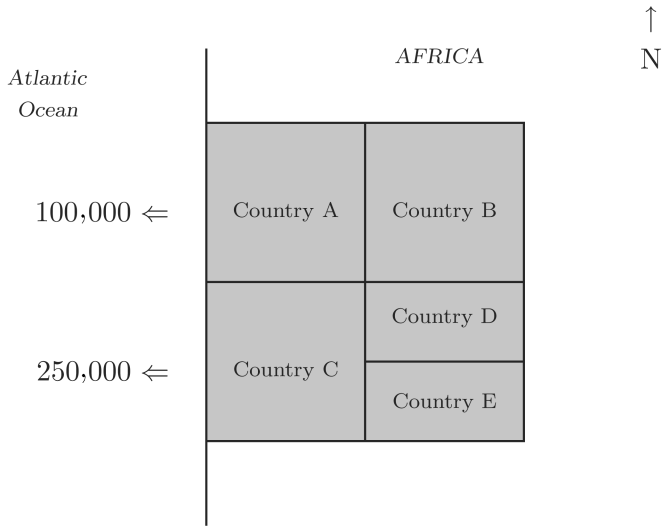 ↑
N
AFRICA
Atlantic
Ocean
100,000 ⇐
Country A
Country B
Country D
250,000 ⇐
Country C
Country E